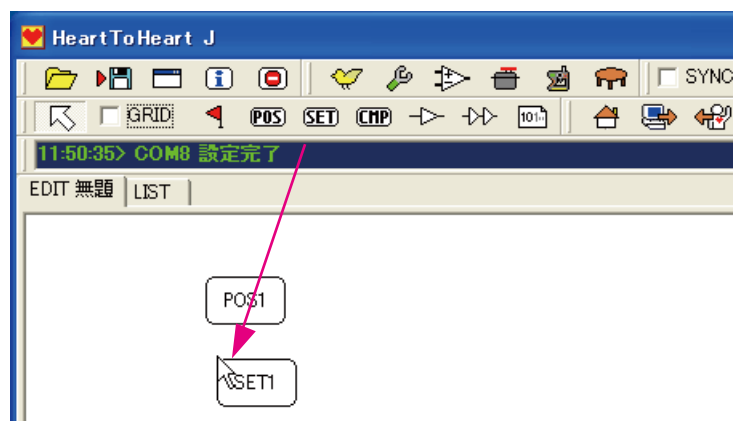 HeartToHeart J
SYNC
GRID POS SET CMP 101..
11:50:35> COM8 設定完了
EDIT 無題 LIST
POS1
SET1